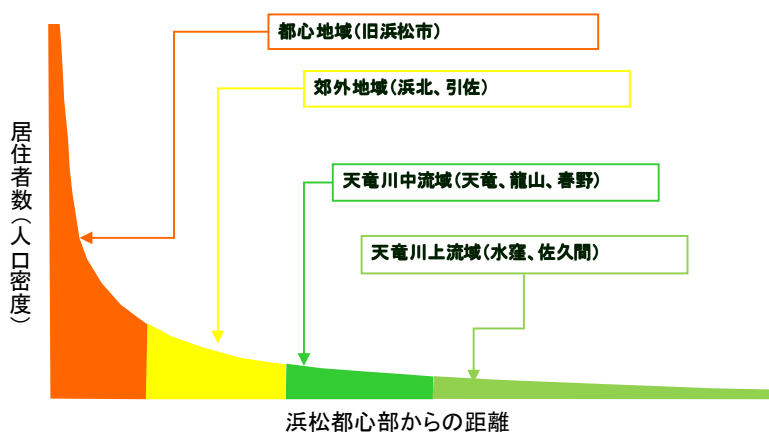 都心地域(旧浜松市)
郊外地域(浜北、引佐)
天竜川中流域(天竜、龍山、春野)
天竜川上流域(水窪、佐久間)
居住者数(人口密度)
浜松都心部からの距離